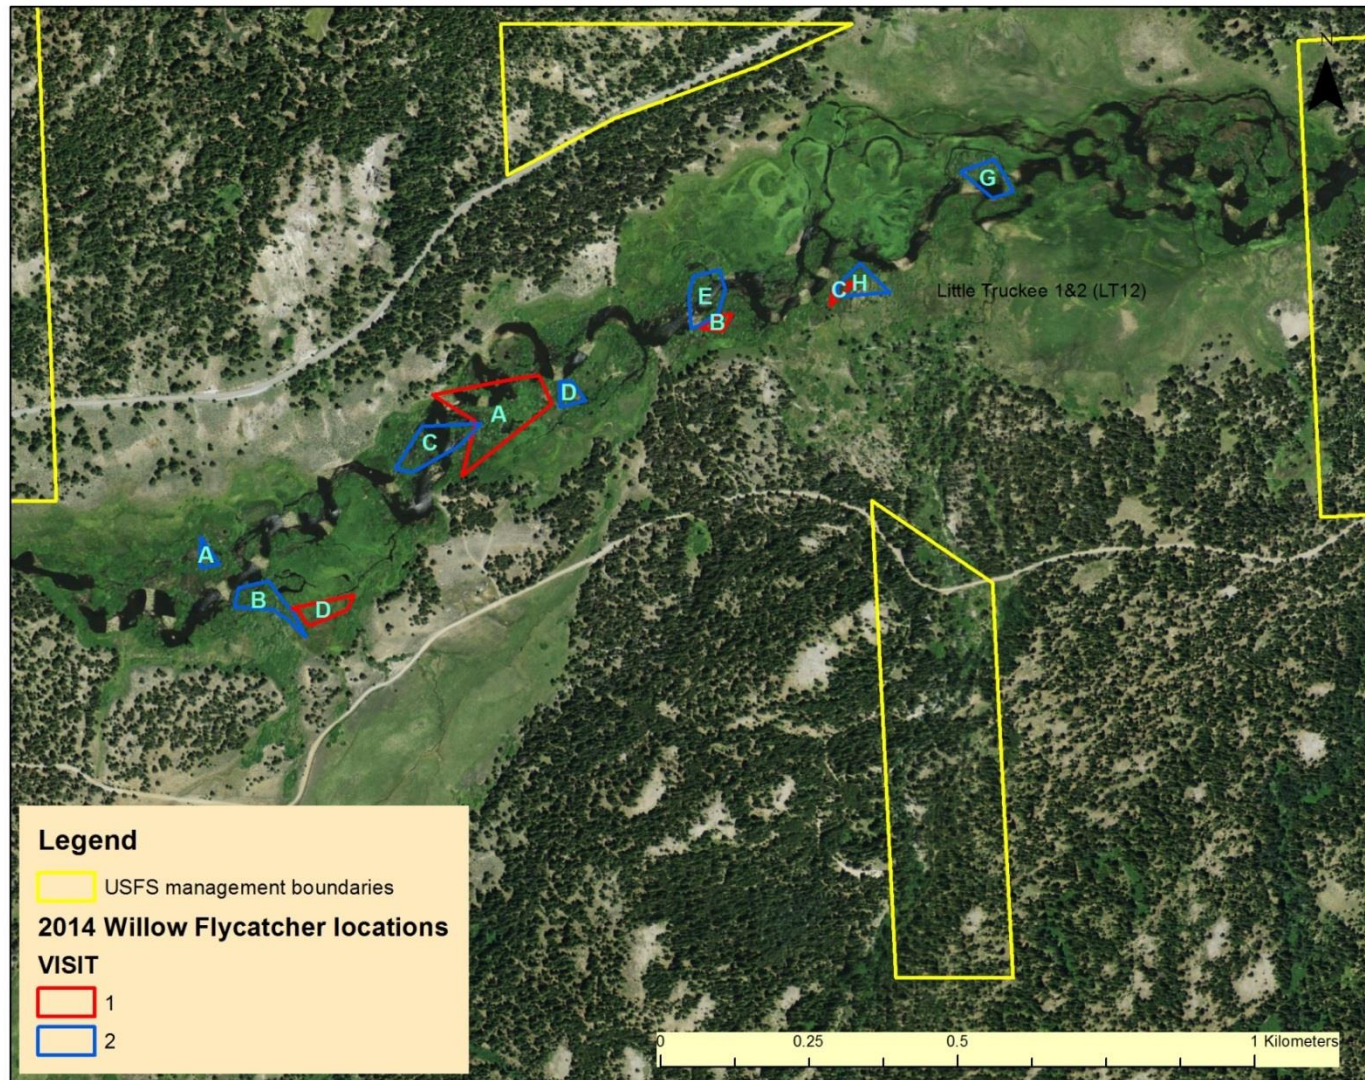 N
G
E
C H
Little Truckee 1&2 (LT12)
B
D
A
C
A
B
D
Legend
USFS management boundaries
2014 Willow Flycatcher locations
VISIT
1
2
0 0.25 0.5 1 Kilometers